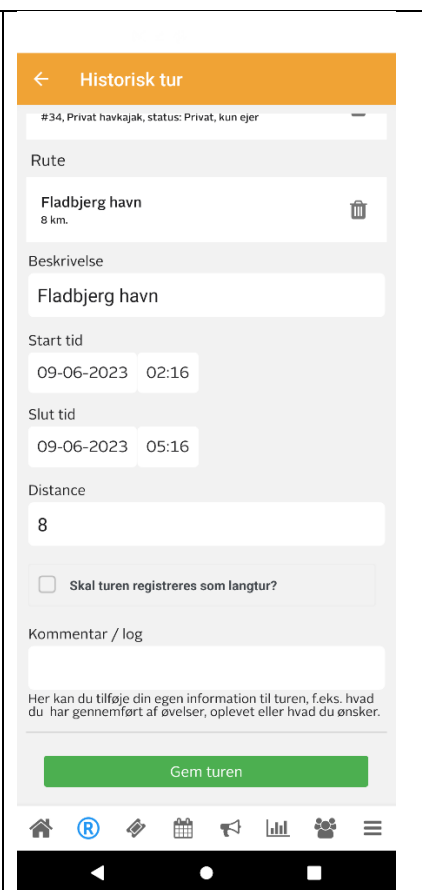 Historisk tur
#34, Privat havkajak, status: Privat, kun ejer
Rute
Fladbjerg havn
8 km.
Beskrivelse
Fladbjerg havn
Start tid
09-06-2023 02:16
Slut tid
09-06-2023 05:16
Distance
8
Skal turen registreres som langtur?
Kommentar / log
Her kan du tilføje din egen information til turen, f.eks. hvad
du har gennemført af øvelser, oplevet eller hvad du ønsker.
Gem turen
R